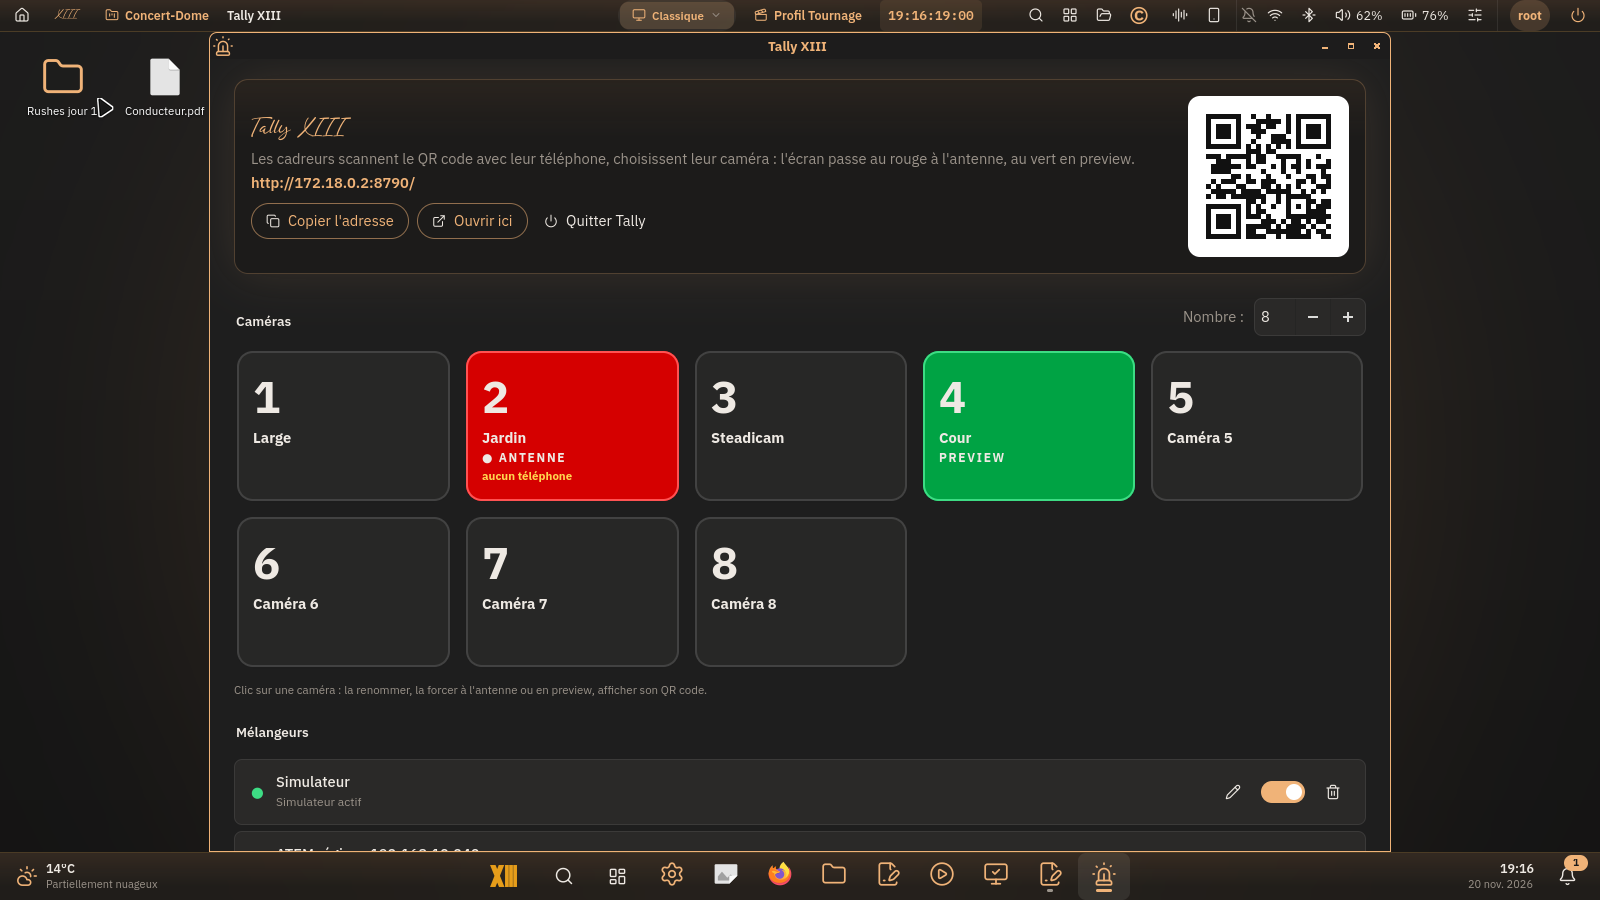 XIII
Concert-Dome
Tally XIII
Classique
Profil Tournage
19:16:19:00
62%
76%
root
Tally XIII
Rushes jour 1
Conducteur.pdf
Tally XIII
Les cadreurs scannent le QR code avec leur téléphone, choisissent leur caméra : l'écran passe au rouge à l'antenne, au vert en preview.
http://172.18.0.2:8790/
Copier l'adresse
Ouvrir ici
Quitter Tally
Caméras
Nombre :
8
1
Large
2
Jardin
● ANTENNE
aucun téléphone
3
Steadicam
4
Cour
PREVIEW
5
Caméra 5
6
Caméra 6
7
Caméra 7
8
Caméra 8
Clic sur une caméra : la renommer, la forcer à l'antenne ou en preview, afficher son QR code.
Mélangeurs
Simulateur
Simulateur actif
14°C
Partiellement nuageux
XIII
19:16
20 nov. 2026
1